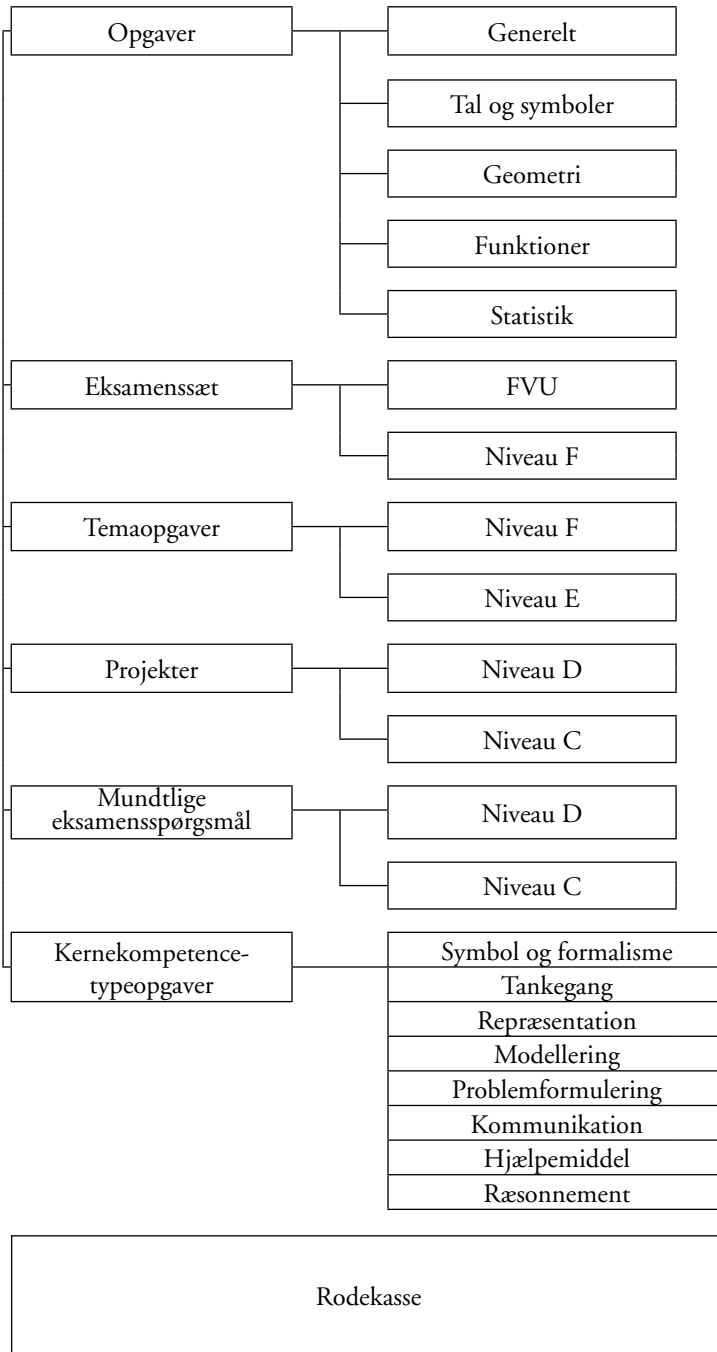 Opgaver
Generelt
Tal og symboler
Geometri
Funktioner
Statistik
Eksamenssæt
FVU
Niveau F
Temaopgaver
Niveau F
Niveau E
Projekter
Niveau D
Niveau C
Mundtlige
eksamensspørgsmål
Niveau D
Niveau C
Kernekompetence-
typeopgaver
Symbol og formalisme
Tankegang
Repræsentation
Modellering
Problemformulering
Kommunikation
Hjælpemiddel
Ræsonnement
Rodekasse